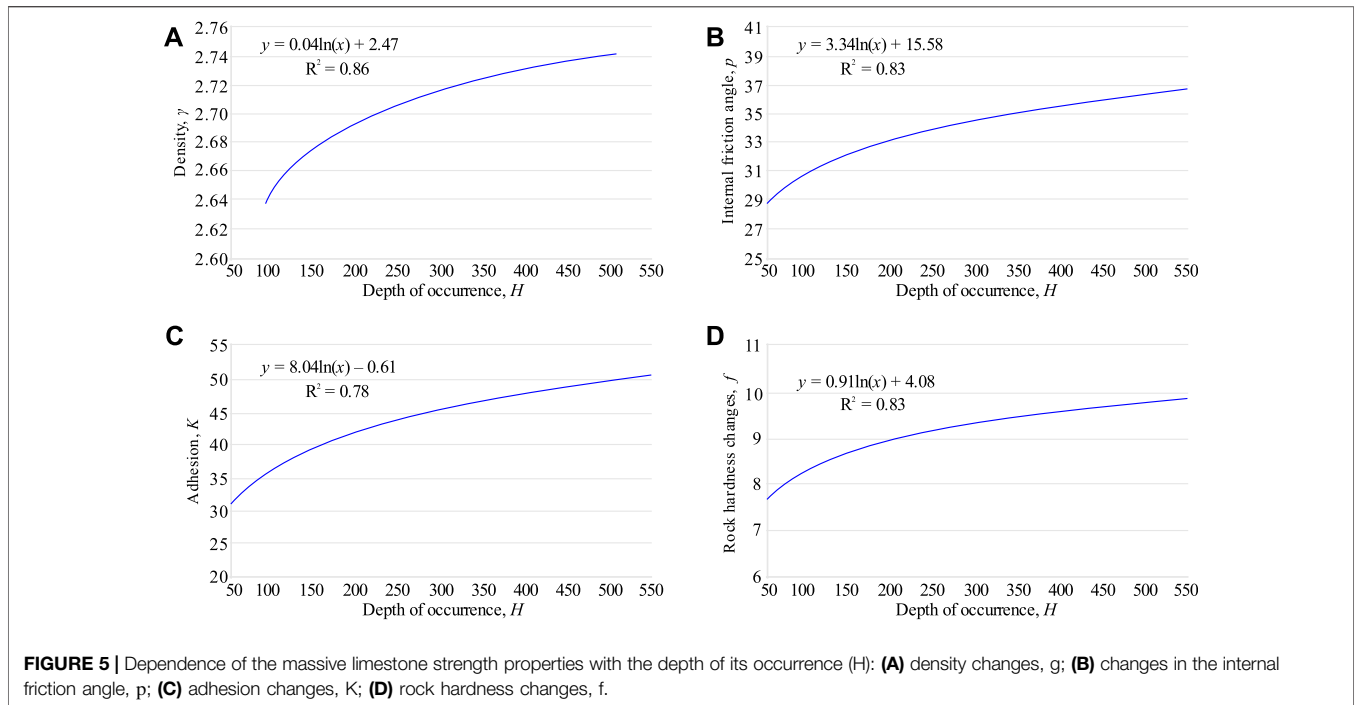 A
y = 0.04ln(x) + 2.47
R² = 0.86
Density, γ
2.76
2.74
2.72
2.70
2.68
2.66
2.64
2.62
2.60
50 100 150 200 250 300 350 400 450 500 550
Depth of occurrence, H
B
y = 3.34ln(x) + 15.58
R² = 0.83
Internal friction angle, p
41
39
37
35
33
31
29
27
25
50 100 150 200 250 300 350 400 450 500 550
Depth of occurrence, H
C
y = 8.04ln(x) – 0.61
R² = 0.78
Adhesion, K
55
50
45
40
35
30
25
20
50 100 150 200 250 300 350 400 450 500 550
Depth of occurrence, H
D
y = 0.91ln(x) + 4.08
R² = 0.83
Rock hardness changes, f
11
10
9
8
7
6
50 100 150 200 250 300 350 400 450 500 550
Depth of occurrence, H
FIGURE 5 | Dependence of the massive limestone strength properties with the depth of its occurrence (H): (A) density changes, g; (B) changes in the internal
friction angle, p; (C) adhesion changes, K; (D) rock hardness changes, f.